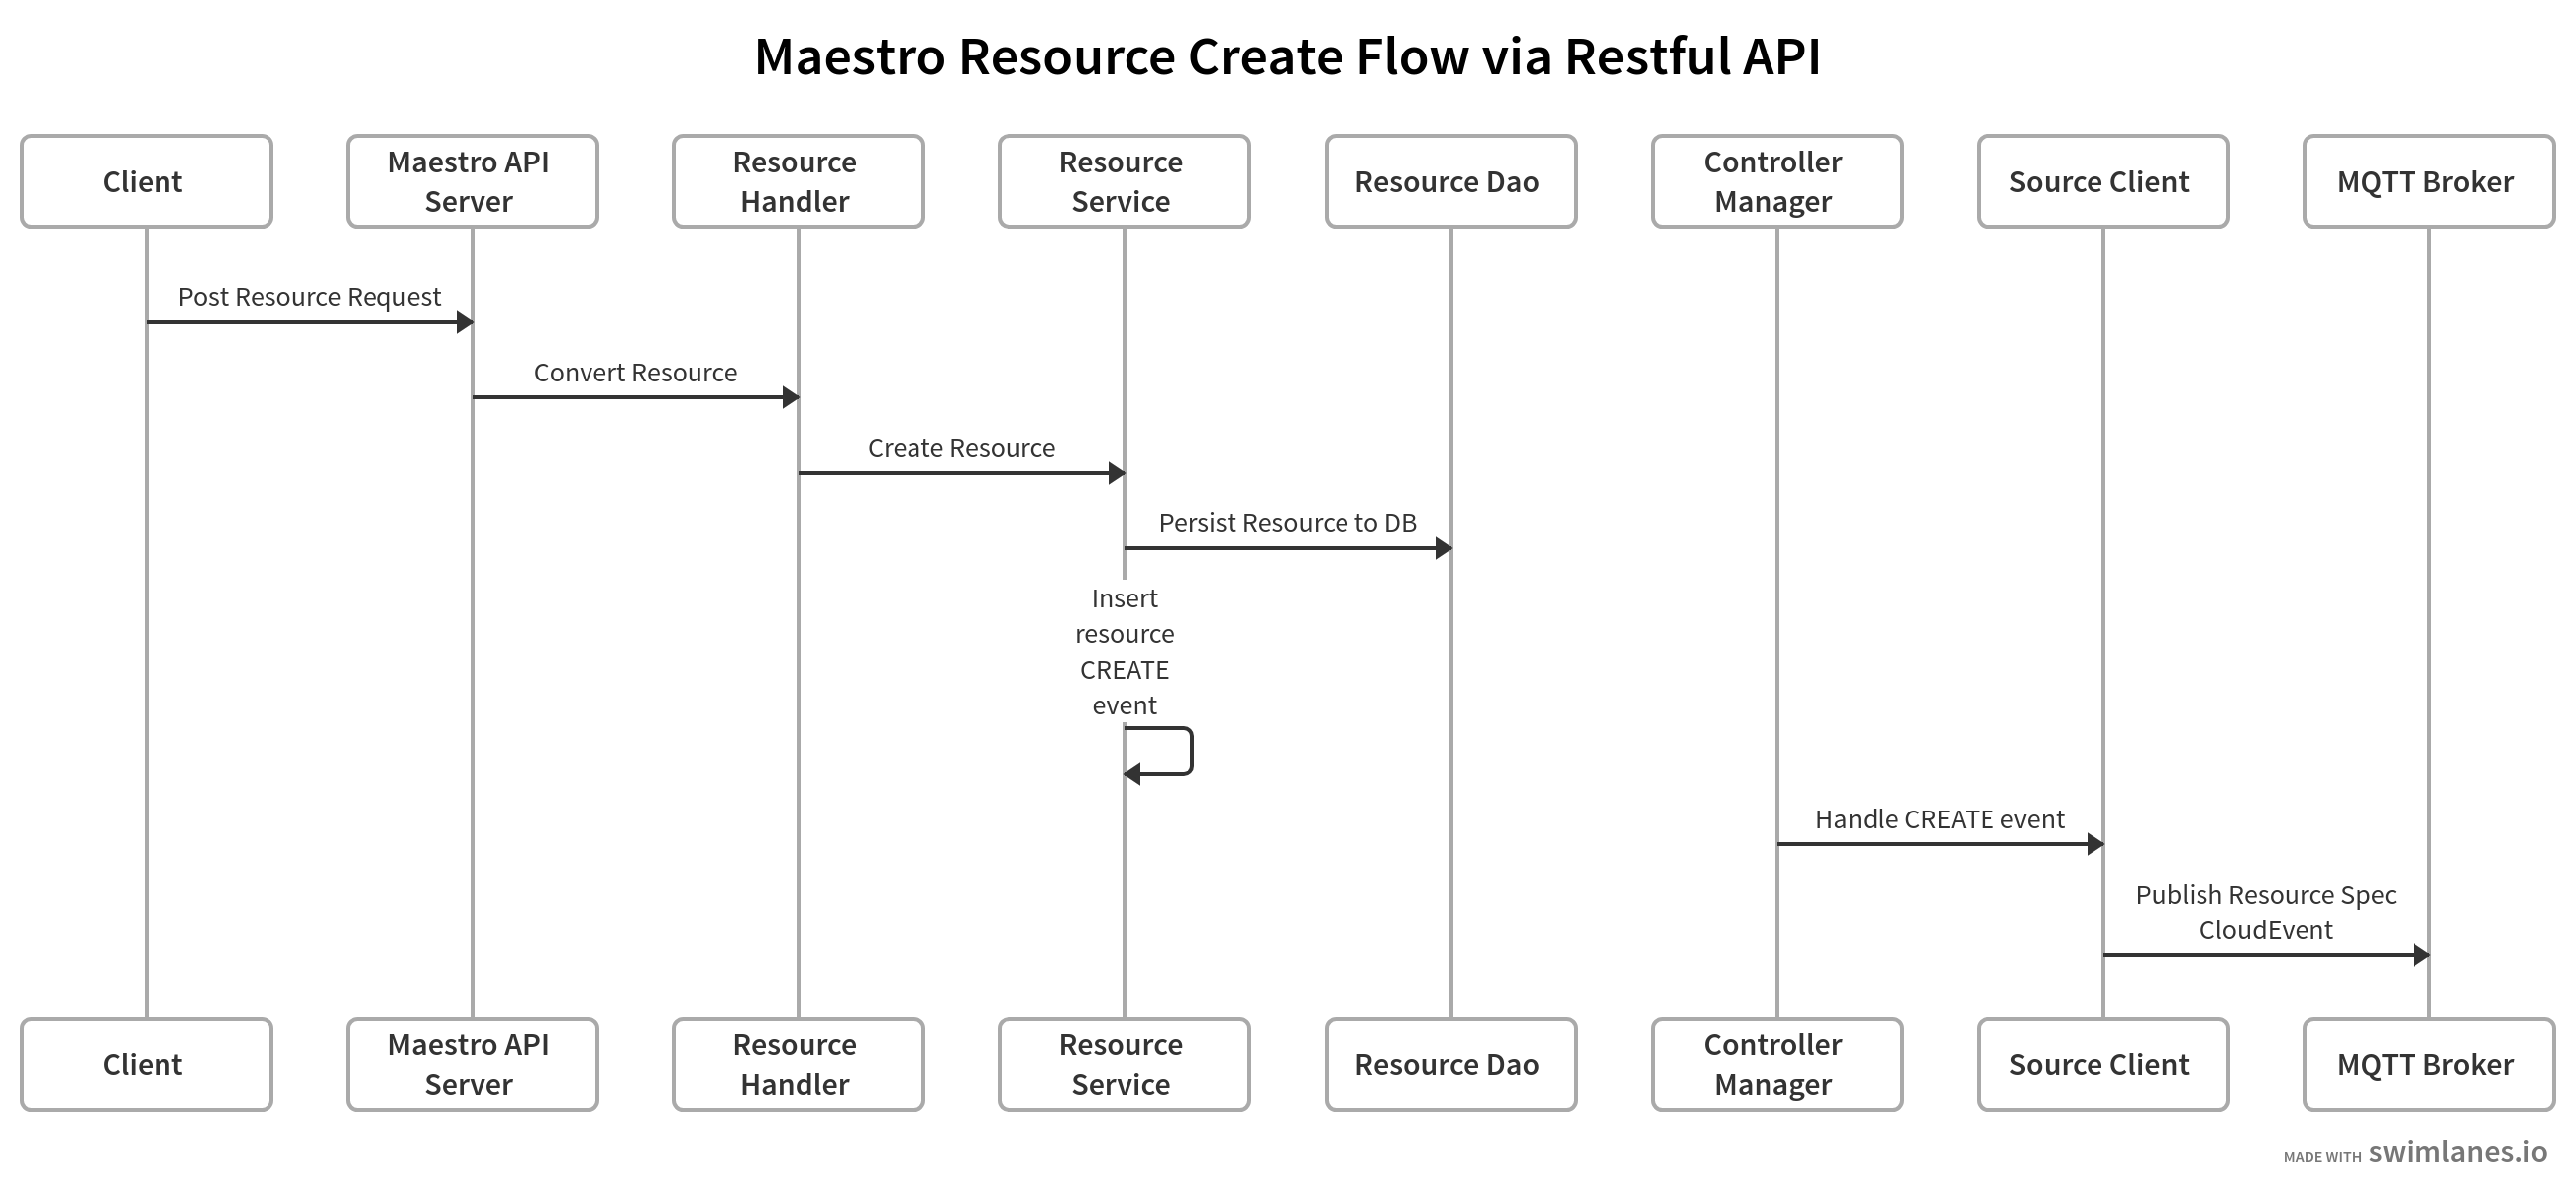 Maestro Resource Create Flow via Restful API
Client
Maestro API
Server
Resource
Handler
Resource
Service
Resource Dao
Controller
Manager
Source Client
MQTT Broker
Post Resource Request
Convert Resource
Create Resource
Persist Resource to DB
Insert
resource
CREATE
event
Handle CREATE event
Publish Resource Spec
CloudEvent
Client
Maestro API
Server
Resource
Handler
Resource
Service
Resource Dao
Controller
Manager
Source Client
MQTT Broker
MADE WITH swimlanes.io